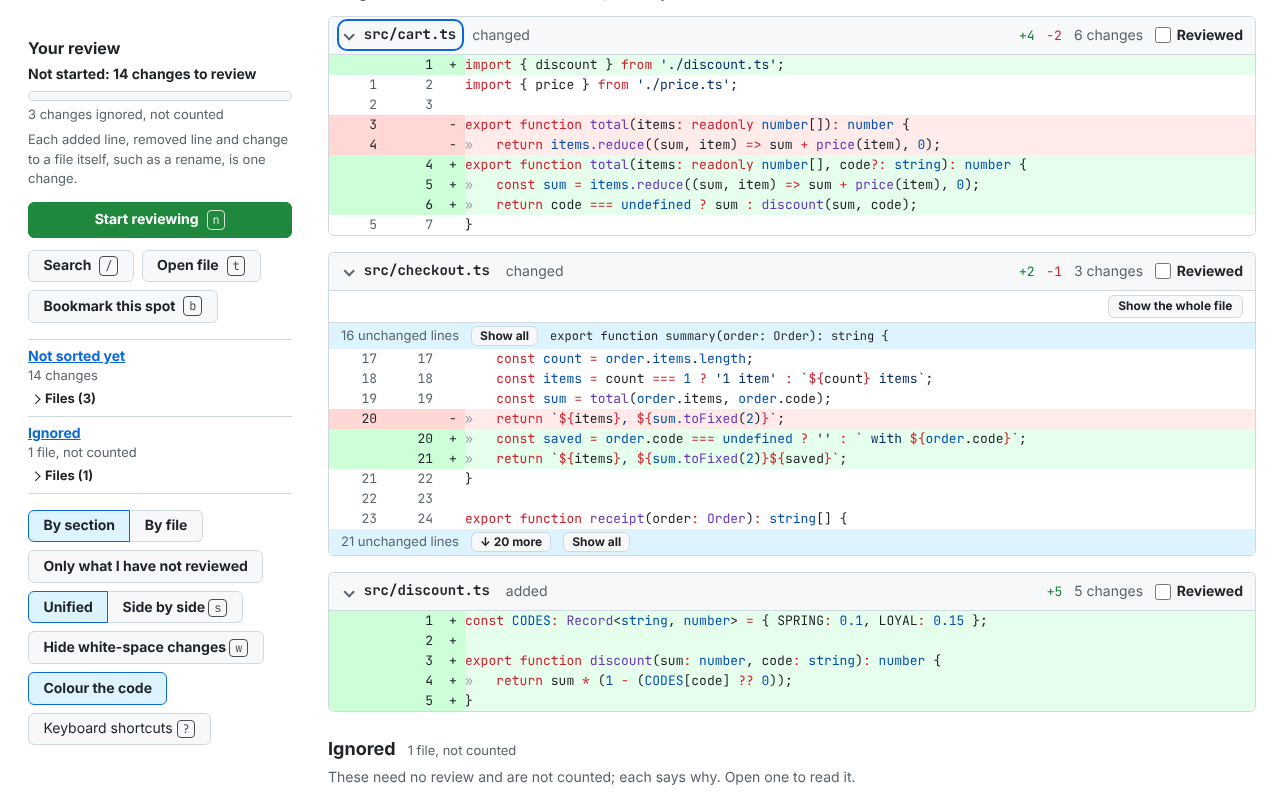 Your review
Not started: 14 changes to review
3 changes ignored, not counted
Each added line, removed line and change
to a file itself, such as a rename, is one
change.
Start reviewing n
Search / Open file t
Bookmark this spot b
Not sorted yet
14 changes
Files (3)
Ignored
1 file, not counted
Files (1)
By section By file
Only what I have not reviewed
Unified Side by side s
Hide white-space changes w
Colour the code
Keyboard shortcuts ?
src/cart.ts changed +4 -2 6 changes Reviewed
1 + import { discount } from './discount.ts';
1 2 import { price } from './price.ts';
2 3
3 - export function total(items: readonly number[]): number {
4 - » return items.reduce((sum, item) => sum + price(item), 0);
4 + export function total(items: readonly number[], code?: string): number {
5 + » const sum = items.reduce((sum, item) => sum + price(item), 0);
6 + » return code === undefined ? sum : discount(sum, code);
5 7 }
src/checkout.ts changed +2 -1 3 changes Reviewed
Show the whole file
16 unchanged lines Show all export function summary(order: Order): string {
17 17 const count = order.items.length;
18 18 const items = count === 1 ? '1 item' : `${count} items`;
19 19 const sum = total(order.items, order.code);
20 - » return `${items}, ${sum.toFixed(2)}`;
20 + » const saved = order.code === undefined ? '' : ` with ${order.code}`;
21 + » return `${items}, ${sum.toFixed(2)}${saved}`;
21 22 }
22 23
23 24 export function receipt(order: Order): string[] {
21 unchanged lines ↓ 20 more Show all
src/discount.ts added +5 5 changes Reviewed
1 + const CODES: Record<string, number> = { SPRING: 0.1, LOYAL: 0.15 };
2 +
3 + export function discount(sum: number, code: string): number {
4 + » return sum * (1 - (CODES[code] ?? 0));
5 + }
Ignored 1 file, not counted
These need no review and are not counted; each says why. Open one to read it.